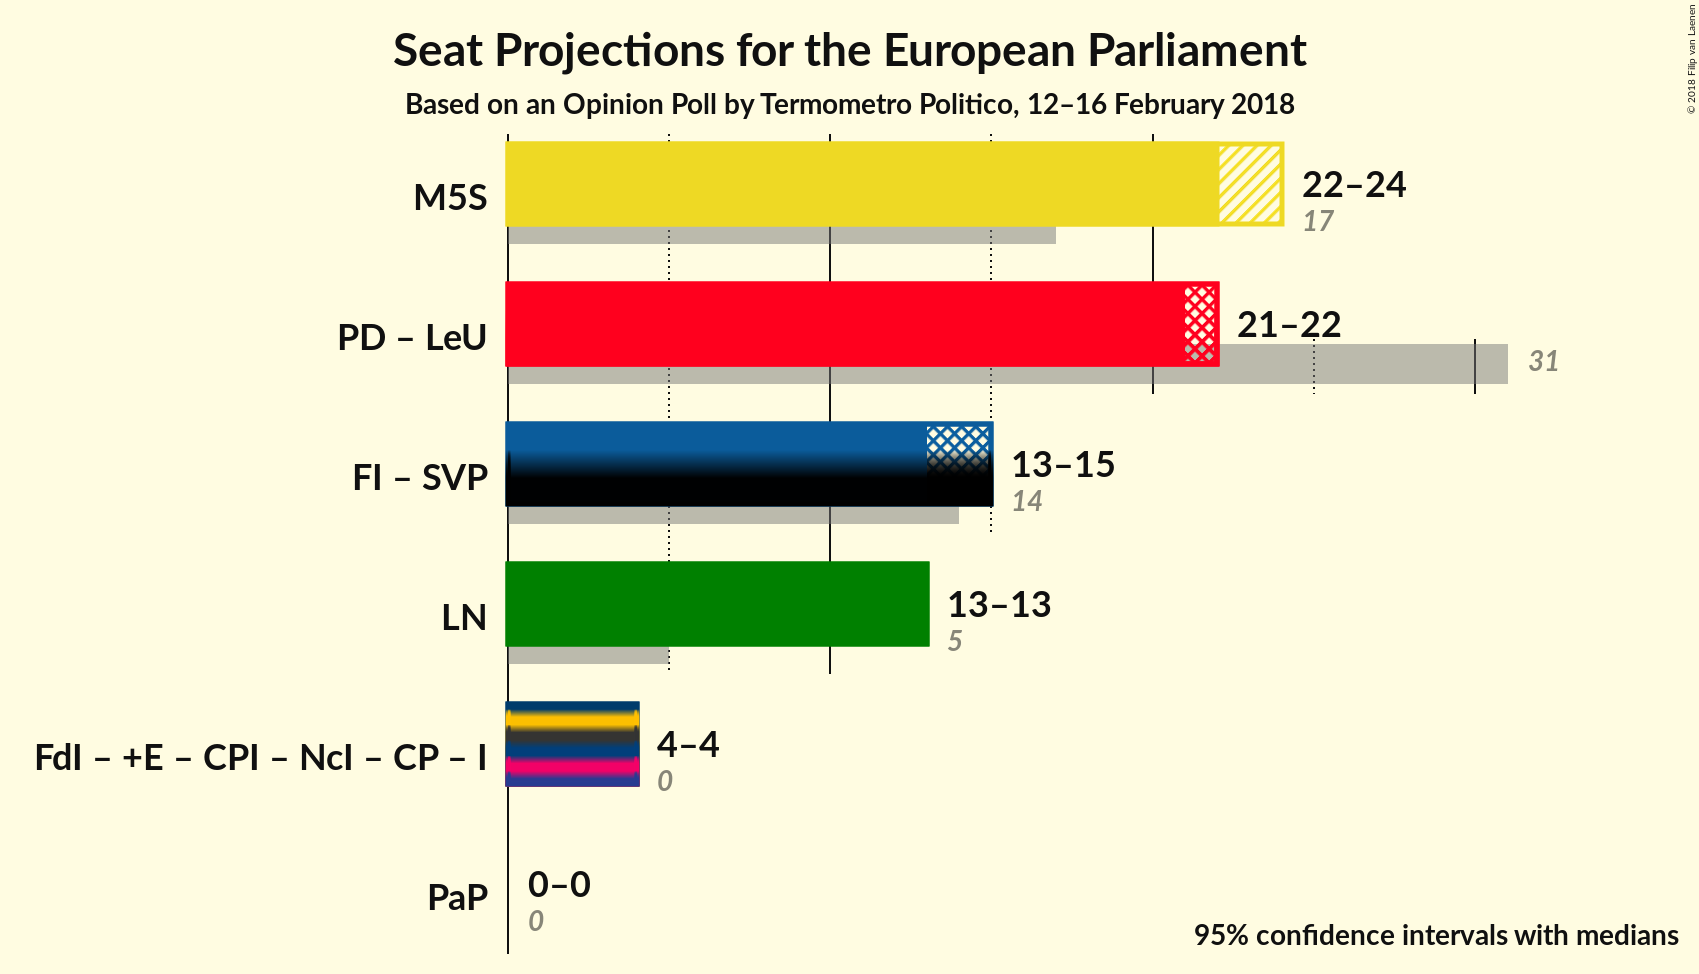 Seat Projections for the European Parliament
Based on an Opinion Poll by Termometro Politico, 12–16 February 2018
© 2018 Filip van Laenen
M5S
22–24
17
PD – LeU
21–22
31
FI – SVP
13–15
14
LN
13–13
5
FdI – +E – CPI – NcI – CP – I
4–4
0
PaP
0–0
0
95% confidence intervals with medians